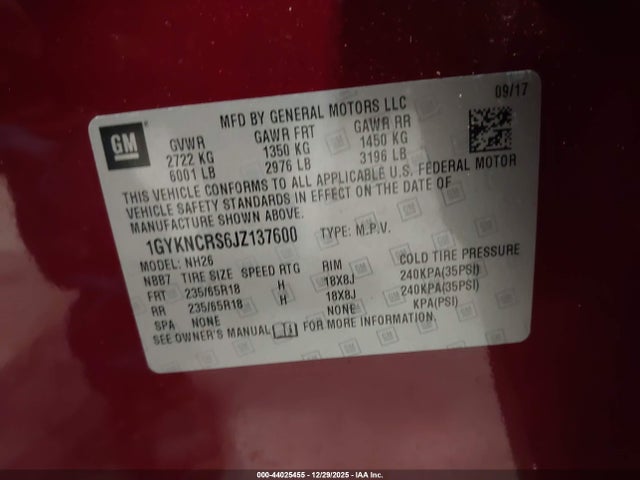 MFD BY GENERAL MOTORS LLC
09/17
GM
GVWR GAWR FRT GAWR RR
2722 KG 1350 KG 1450 KG
6001 LB 2976 LB 3196 LB
THIS VEHICLE CONFORMS TO ALL APPLICABLE U.S. FEDERAL MOTOR
VEHICLE SAFETY STANDARDS IN EFFECT ON THE DATE OF
MANUFACTURE SHOWN ABOVE.
1GYKNCRS6JZ137600 TYPE: M.P.V.
MODEL: NH26
NBB7 TIRE SIZE SPEED RTG RIM COLD TIRE PRESSURE
FRT 235/65R18 H 18X8J 240KPA(35PSI)
RR 235/65R18 H 18X8J 240KPA(35PSI)
SPA NONE NONE KPA(PSI)
SEE OWNER'S MANUAL FOR MORE INFORMATION.
000-44025455 - 12/29/2025 - IAA Inc.